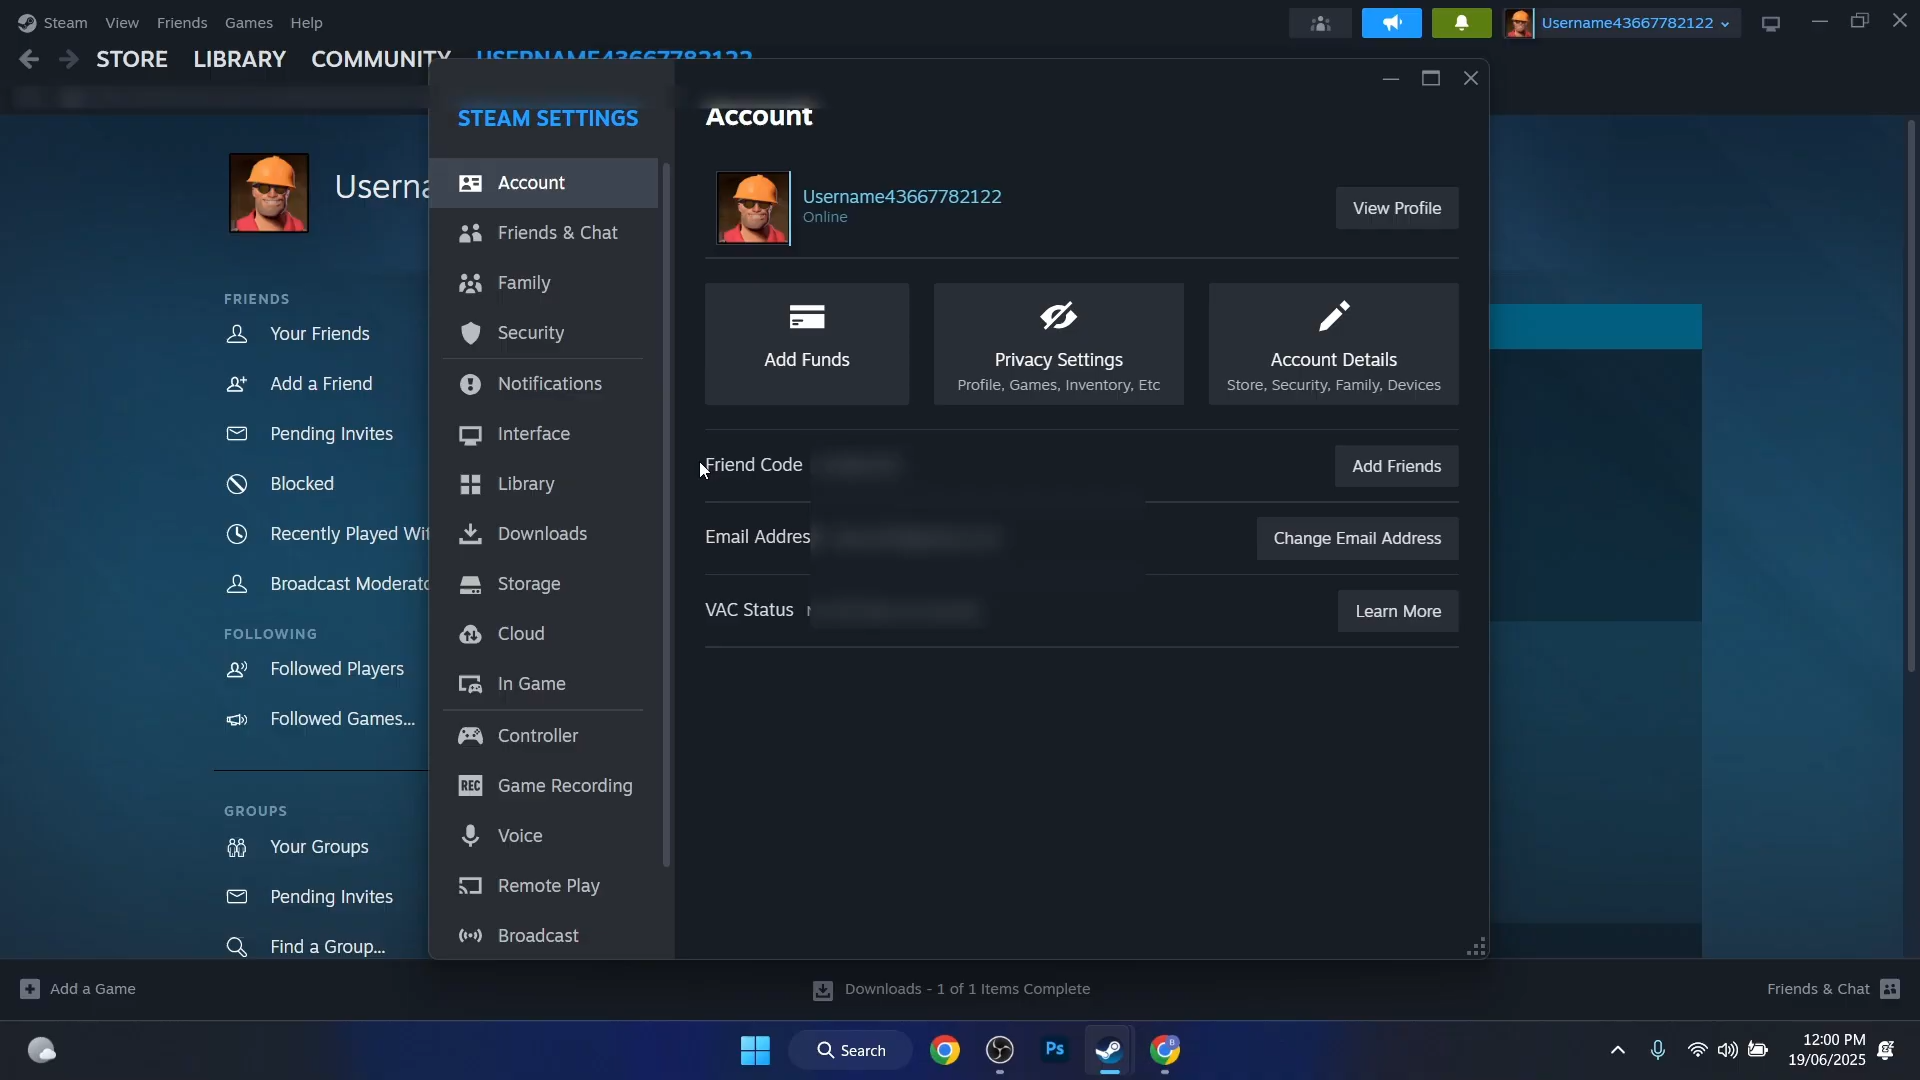 Steam View Friends Games Help
Username43667782122
STORE LIBRARY COMMUNITY USERNAME43667782122
STEAM SETTINGS
Account
Friends & Chat
Family
Security
Notifications
Interface
Library
Downloads
Storage
Cloud
In Game
Controller
Game Recording
REC
Voice
Remote Play
Broadcast
Account
Username43667782122
Online
View Profile
Add Funds
Privacy Settings
Profile, Games, Inventory, Etc
Account Details
Store, Security, Family, Devices
Friend Code
Add Friends
Email Addres
Change Email Address
VAC Status
Learn More
Userna
FRIENDS
Your Friends
Add a Friend
Pending Invites
Blocked
Recently Played Wit
Broadcast Moderato
FOLLOWING
Followed Players
Followed Games...
GROUPS
Your Groups
Pending Invites
Find a Group...
Add a Game
Downloads - 1 of 1 Items Complete
Friends & Chat
Search
Ps
12:00 PM
19/06/2025